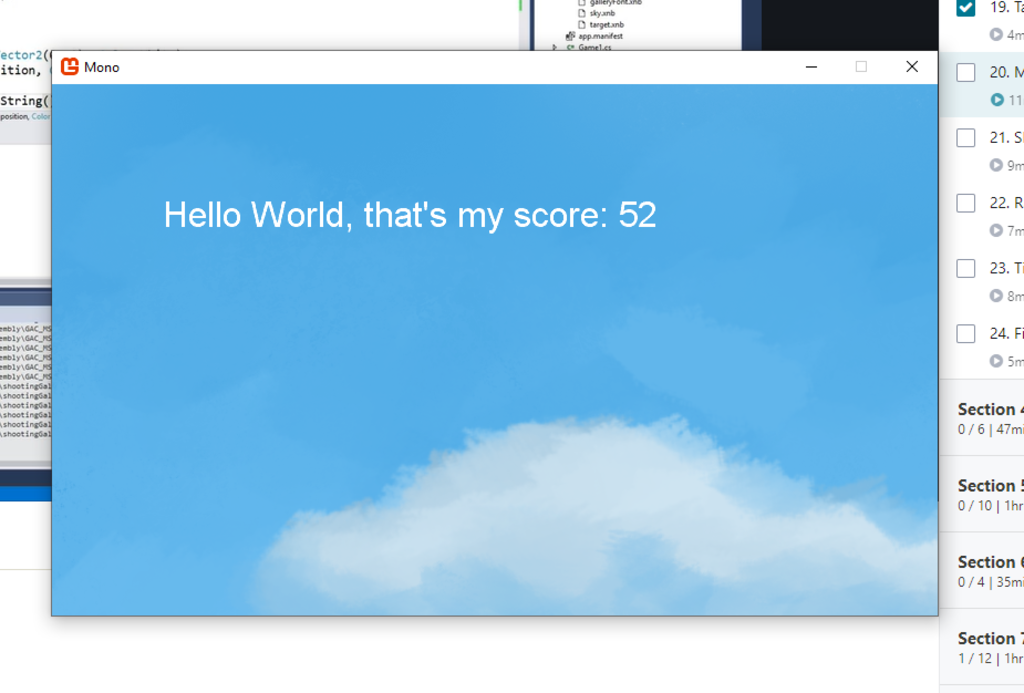 galleryFont.xnb
sky.xnb
target.xnb
app.manifest
Game1.cs
ector2(
ition,
String(
position, Color
Mono
Hello World, that's my score: 52
embly\GAC_MS
embly\GAC_MS
embly\GAC_MS
embly\GAC_MS
embly\GAC_MS
embly\GAC_MS
\shootingGal
\shootingGal
\shootingGal
\shootingGal
\shootingGal
\shootingGal
19. Ta
4m
20. M
11
21. S
9m
22. R
7m
23. Ti
8m
24. Fi
5m
Section 4
0 / 6 | 47mi
Section 5
0 / 10 | 1hr
Section 6
0 / 4 | 35mi
Section 7
1 / 12 | 1hr